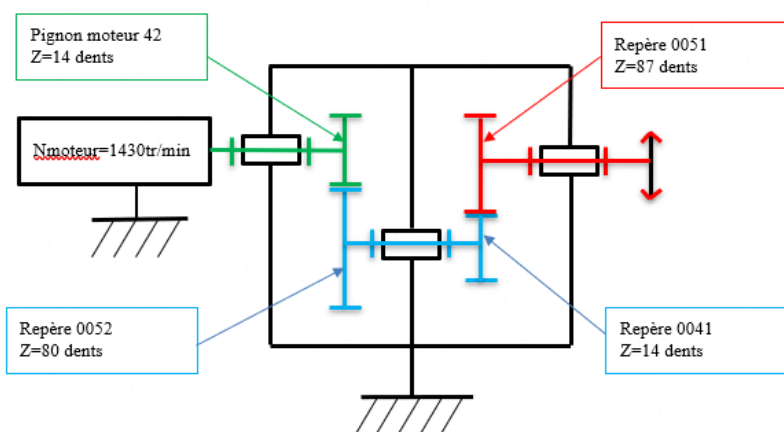 Pignon moteur 42
Z=14 dents
Repère 0051
Z=87 dents
Nmoteur=1430tr/min
Repère 0052
Z=80 dents
Repère 0041
Z=14 dents